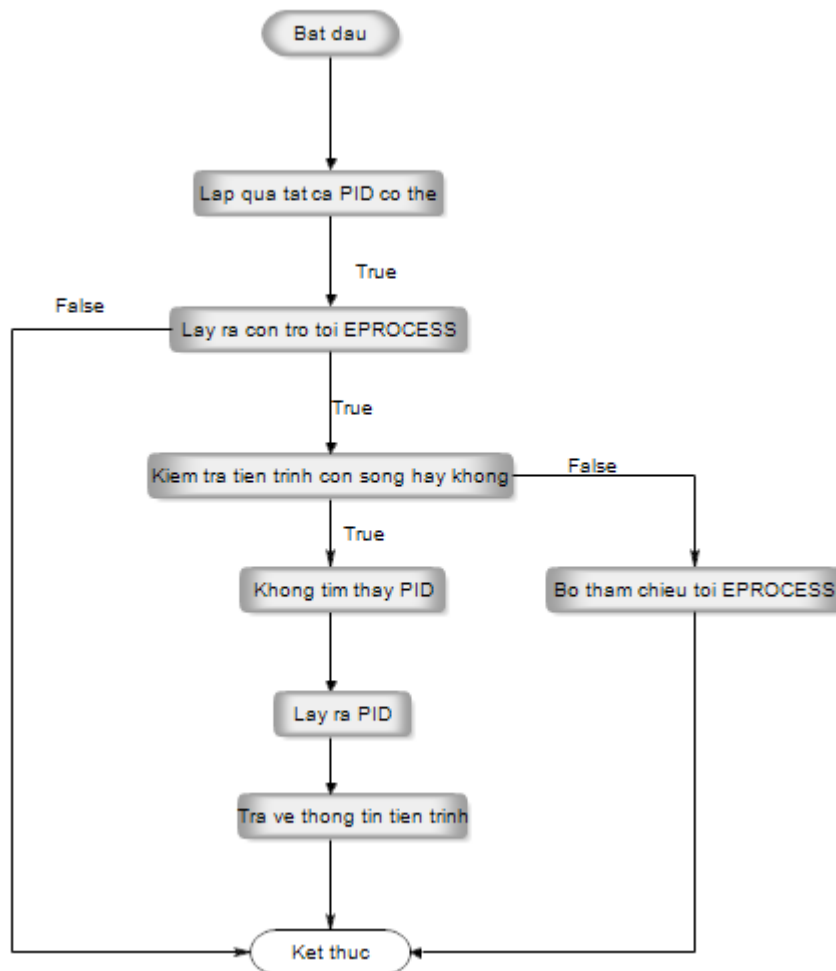 Bat dau
Lap qua tat ca PID co the
True
False
Lay ra con tro toi EPROCESS
True
Kiem tra tien trinh con song hay khong
False
True
Khong tim thay PID
Bo tham chieu toi EPROCESS
Lay ra PID
Tra ve thong tin tien trinh
Ket thuc